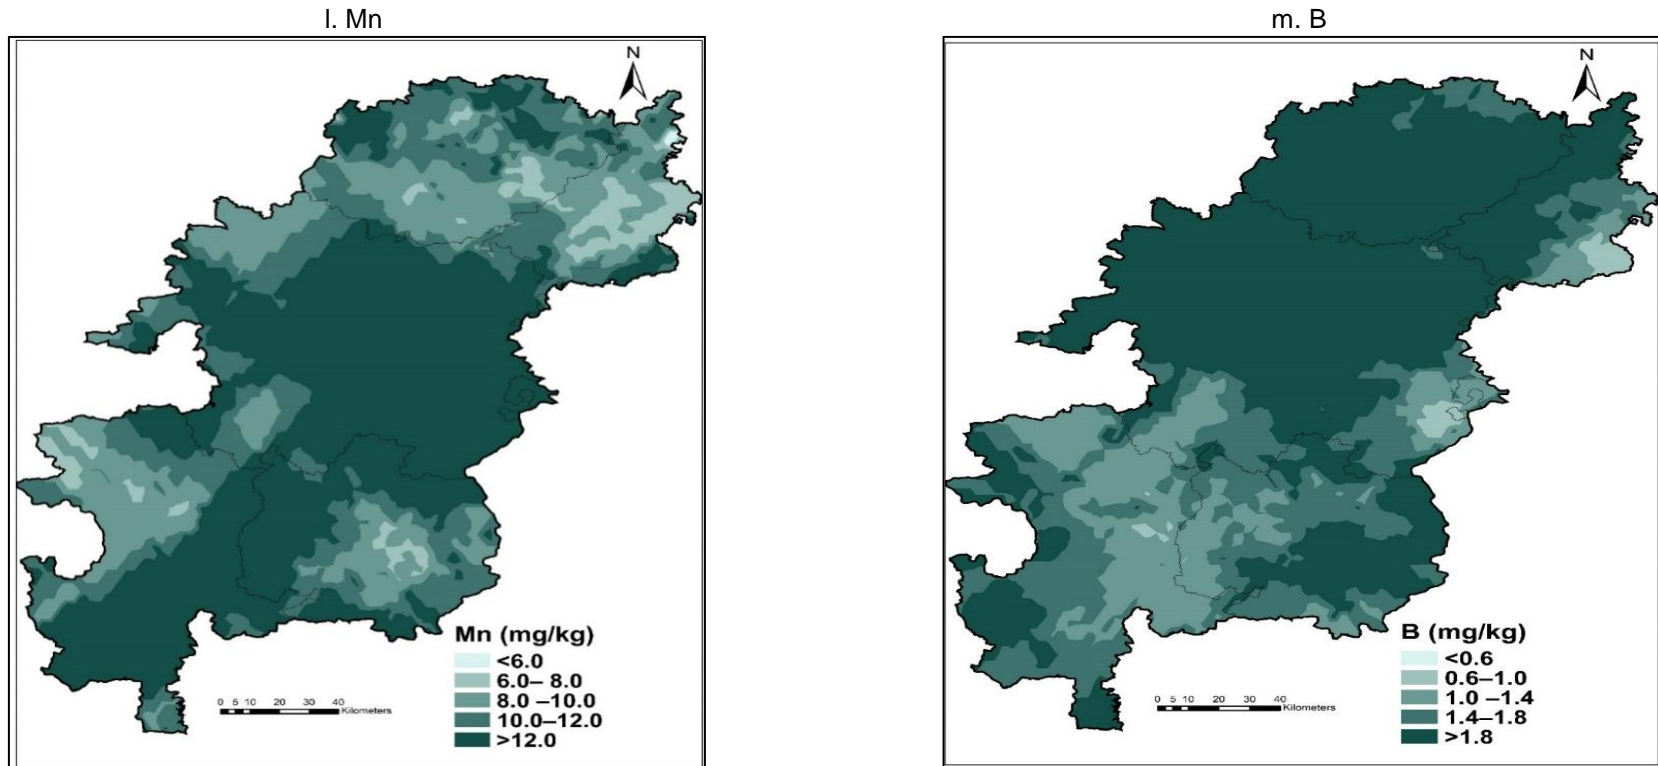 l. Mn
N
Mn (mg/kg)
<6.0
6.0– 8.0
8.0 –10.0
10.0–12.0
>12.0
0 5 10 20 30 40
Kilometers
m. B
N
B (mg/kg)
<0.6
0.6–1.0
1.0 –1.4
1.4–1.8
>1.8
0 5 10 20 30 40
Kilometers